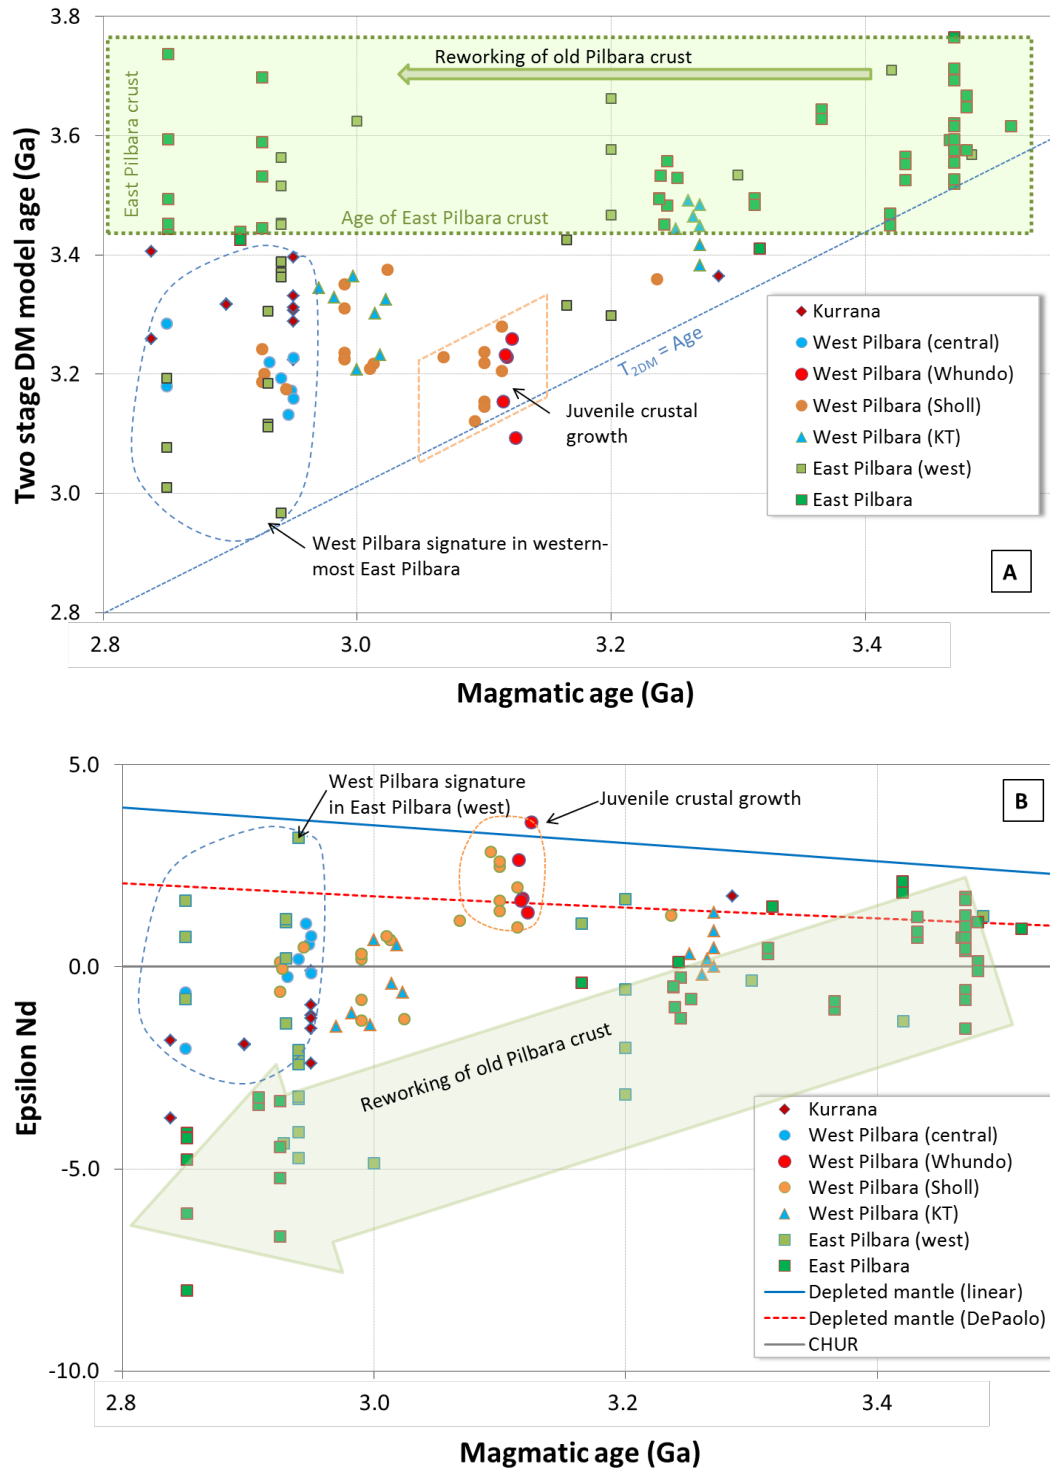 3.8
3.6
3.4
3.2
3.0
2.8
Two stage DM model age (Ga)
Reworking of old Pilbara crust
East Pilbara crust
Age of East Pilbara crust
T2DM = Age
Juvenile crustal
growth
West Pilbara signature in western-
most East Pilbara
Kurrana
West Pilbara (central)
West Pilbara (Whundo)
West Pilbara (Sholl)
West Pilbara (KT)
East Pilbara (west)
East Pilbara
A
2.8
3.0
3.2
3.4
Magmatic age (Ga)
5.0
0.0
-5.0
-10.0
Epsilon Nd
West Pilbara signature
in East Pilbara (west)
Juvenile crustal growth
B
Reworking of old Pilbara crust
Kurrana
West Pilbara (central)
West Pilbara (Whundo)
West Pilbara (Sholl)
West Pilbara (KT)
East Pilbara (west)
East Pilbara
Depleted mantle (linear)
Depleted mantle (DePaolo)
CHUR
2.8
3.0
3.2
3.4
Magmatic age (Ga)